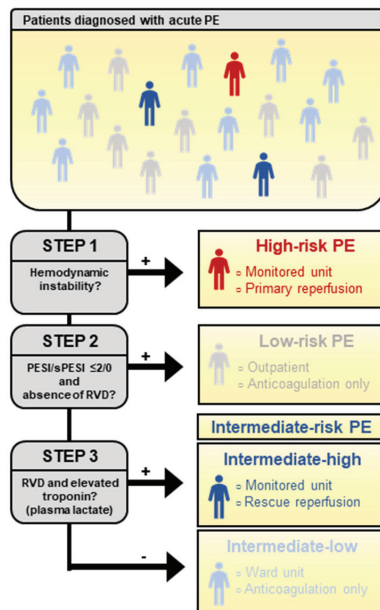 Patients diagnosed with acute PE
STEP 1
Hemodynamic
instability?
+
High-risk PE
Monitored unit
Primary reperfusion
STEP 2
PESI/sPESI ≤2/0
and
absence of RVD?
+
Low-risk PE
Outpatient
Anticoagulation only
Intermediate-risk PE
STEP 3
RVD and elevated
troponin?
(plasma lactate)
+
Intermediate-high
Monitored unit
Rescue reperfusion
-
Intermediate-low
Ward unit
Anticoagulation only